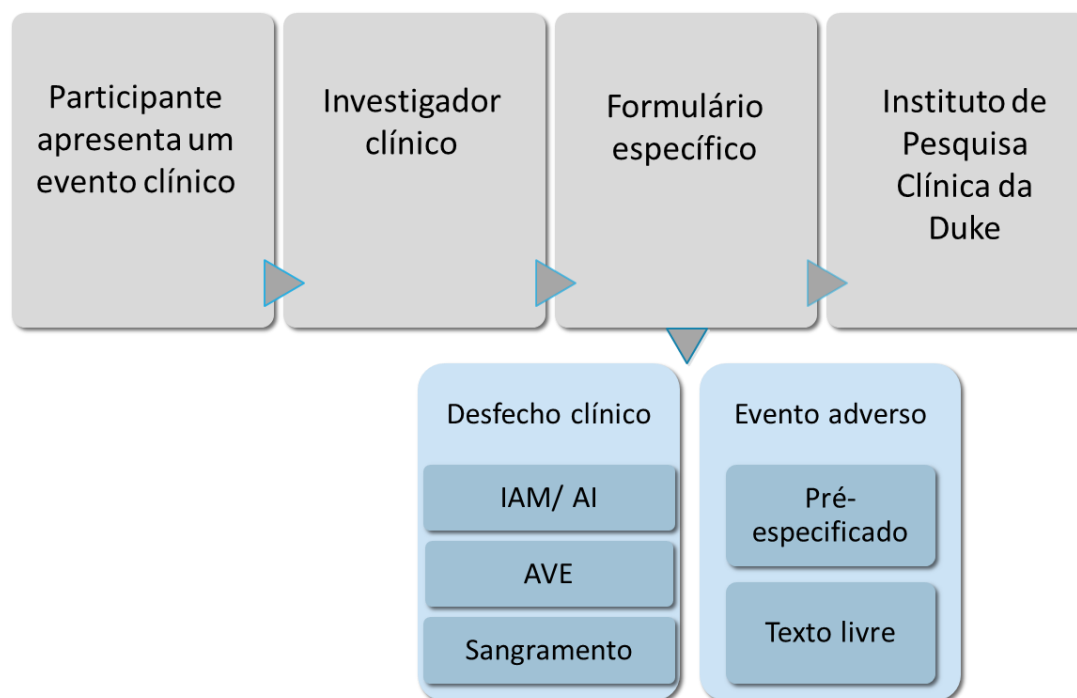 Participante
apresenta um
evento clínico
Investigador
clínico
Formulário
específico
Instituto de
Pesquisa
Clínica da
Duke
Desfecho clínico
IAM/ AI
AVE
Sangramento
Evento adverso
Pré-
especificado
Texto livre